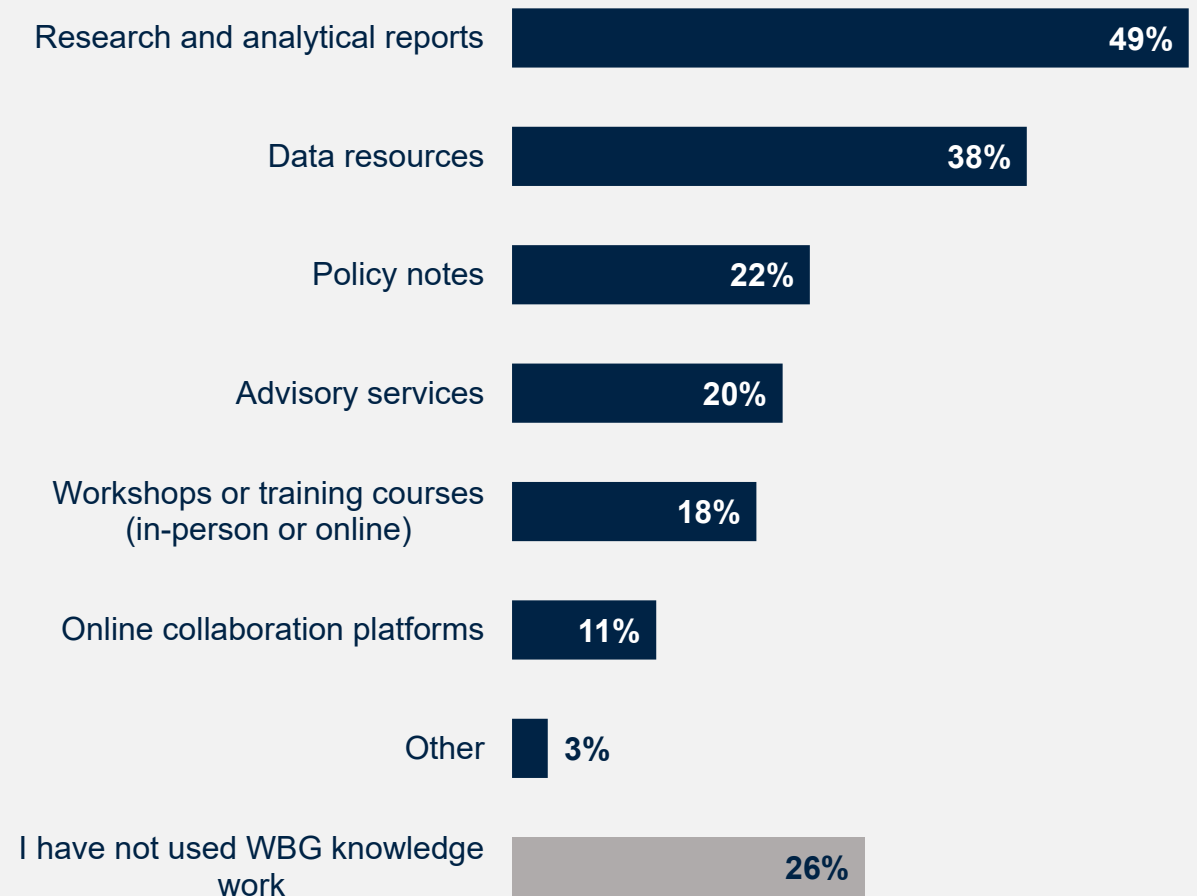 Research and analytical reports
49%
Data resources
38%
Policy notes
22%
Advisory services
20%
Workshops or training courses
(in-person or online)
18%
Online collaboration platforms
11%
Other
3%
I have not used WBG knowledge
work
26%